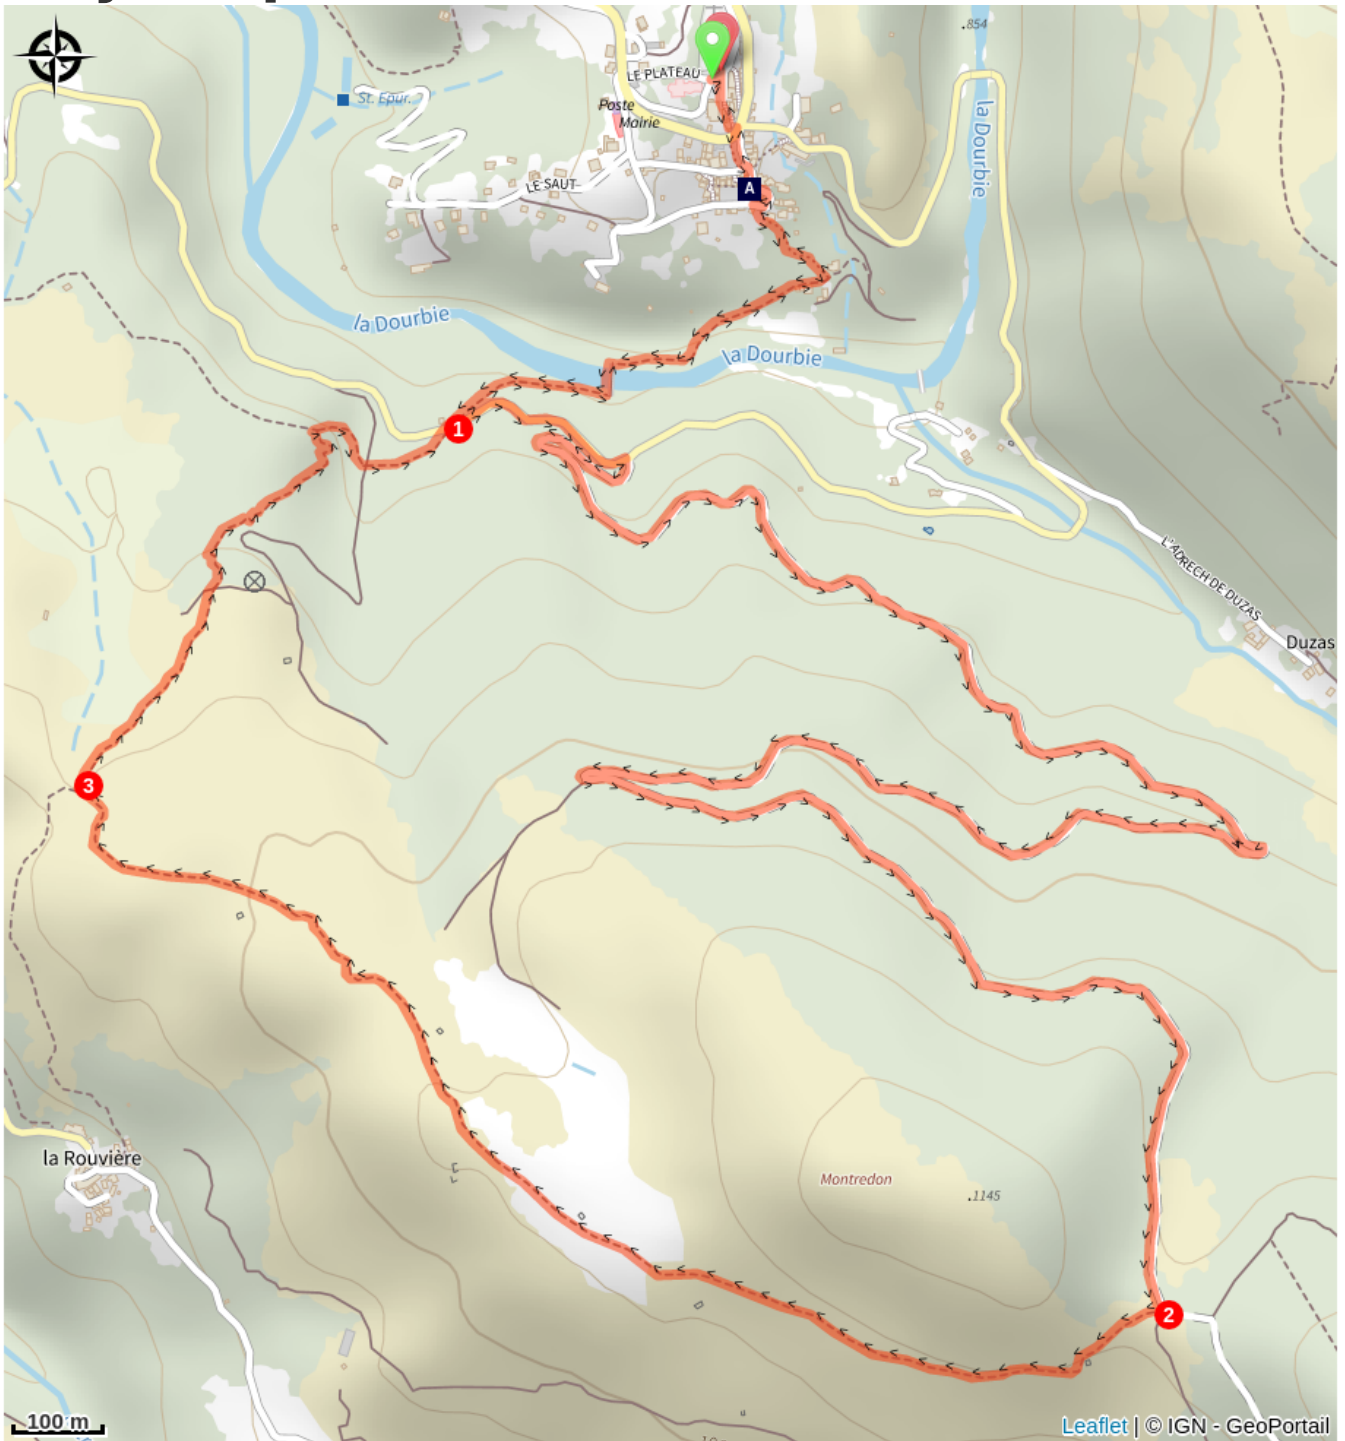 .854
LE PLATEAU
St. Epur.
Poste
Mairie
la Dourbie
LE SAUT
A
la Dourbie
la Dourbie
1
L'ADRECH DE DUZAS
Duzas
3
la Rouvière
Montredon
.1145
2
100 m
Leaflet | © IGN - GeoPortail